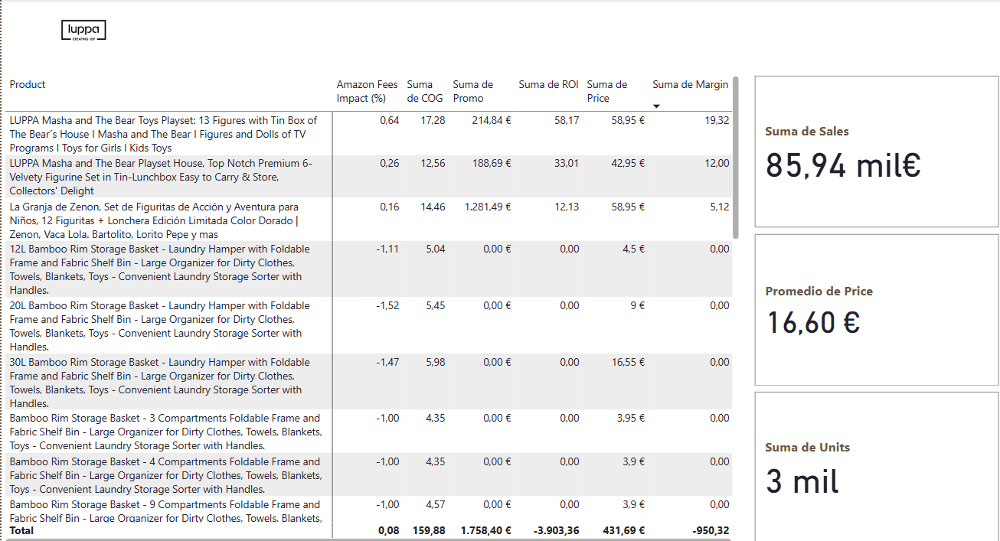 luppa
CREATING JOY
Product Amazon Fees Impact (%) Suma de COG Suma de Promo Suma de ROI Suma de Price Suma de Margin
LUPPA Masha and The Bear Toys Playset: 13 Figures with Tin Box of 0,64 17,28 214,84 € 58,17 58,95 € 19,32
The Bear´s House I Masha and The Bear I Figures and Dolls of TV
Programs I Toys for Girls I Kids Toys
LUPPA Masha and The Bear Playset House, Top Notch Premium 6- 0,26 12,56 188,69 € 33,01 42,95 € 12,00
Velvety Figurine Set in Tin-Lunchbox Easy to Carry & Store,
Collectors' Delight
La Granja de Zenon, Set de Figuritas de Acción y Aventura para 0,16 14,46 1.281,49 € 12,13 58,95 € 5,12
Niños, 12 Figuritas + Lonchera Edición Limitada Color Dorado |
Zenon, Vaca Lola. Bartolito, Lorito Pepe y mas
12L Bamboo Rim Storage Basket - Laundry Hamper with Foldable -1,11 5,04 0,00 € 0,00 4,5 € 0,00
Frame and Fabric Shelf Bin - Large Organizer for Dirty Clothes,
Towels, Blankets, Toys - Convenient Laundry Storage Sorter with
Handles.
20L Bamboo Rim Storage Basket - Laundry Hamper with Foldable -1,52 5,45 0,00 € 0,00 9 € 0,00
Frame and Fabric Shelf Bin - Large Organizer for Dirty Clothes,
Towels, Blankets, Toys - Convenient Laundry Storage Sorter with
Handles.
30L Bamboo Rim Storage Basket - Laundry Hamper with Foldable -1,47 5,98 0,00 € 0,00 16,55 € 0,00
Frame and Fabric Shelf Bin - Large Organizer for Dirty Clothes,
Towels, Blankets, Toys - Convenient Laundry Storage Sorter with
Handles.
Bamboo Rim Storage Basket - 3 Compartments Foldable Frame and -1,00 4,35 0,00 € 0,00 3,95 € 0,00
Fabric Shelf Bin - Large Organizer for Dirty Clothes, Towels, Blankets,
Toys - Convenient Laundry Storage Sorter with Handles.
Bamboo Rim Storage Basket - 4 Compartments Foldable Frame and -1,00 4,35 0,00 € 0,00 3,9 € 0,00
Fabric Shelf Bin - Large Organizer for Dirty Clothes, Towels, Blankets,
Toys - Convenient Laundry Storage Sorter with Handles.
Bamboo Rim Storage Basket - 9 Compartments Foldable Frame and -1,00 4,57 0,00 € 0,00 3,9 € 0,00
Fabric Shelf Bin - Large Organizer for Dirty Clothes, Towels, Blankets,
Total 0,08 159,88 1.758,40 € -3.903,36 431,69 € -950,32
Suma de Sales
85,94 mil€
Promedio de Price
16,60 €
Suma de Units
3 mil